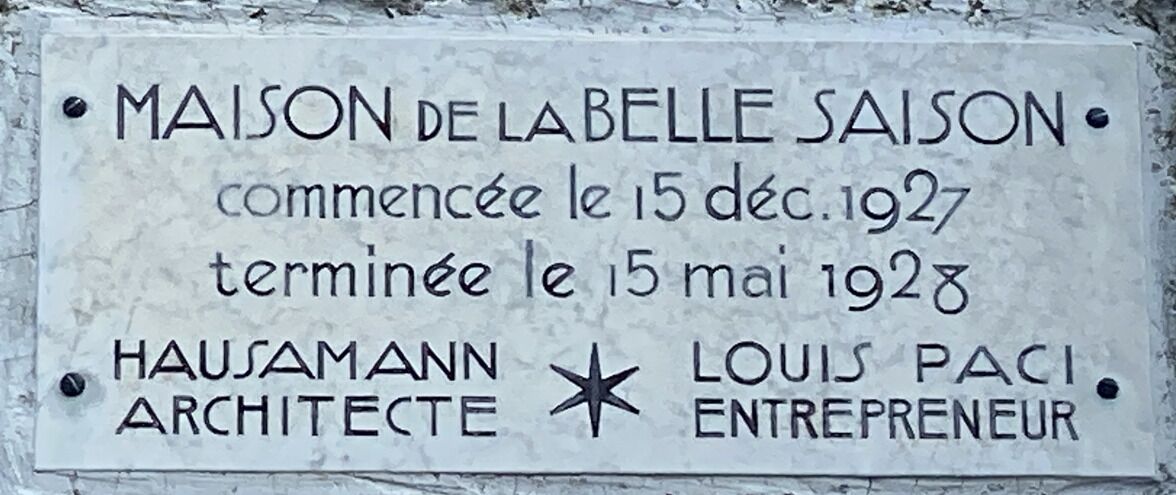 MAISON DE LA BELLE SAISON
commencée le 15 déc. 1927
terminée le 15 mai 1928
HAUSAMANN
ARCHITECTE
LOUIS PACI
ENTREPRENEUR